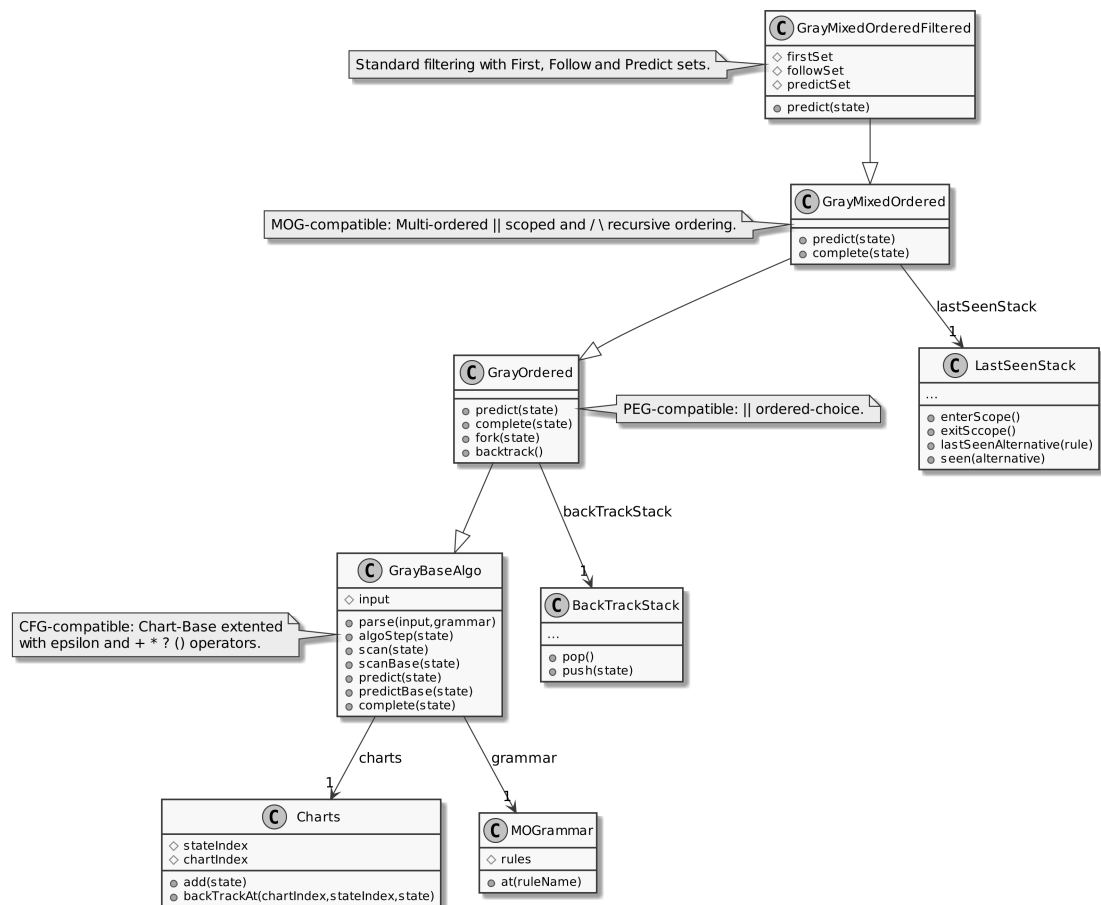 C GrayMixedOrderedFiltered
Standard filtering with First, Follow and Predict sets.
firstSet
followSet
predictSet
predict(state)
C GrayMixedOrdered
MOG-compatible: Multi-ordered || scoped and / \ recursive ordering.
predict(state)
complete(state)
lastSeenStack
1
C GrayOrdered
predict(state)
complete(state)
fork(state)
backtrack()
PEG-compatible: || ordered-choice.
C LastSeenStack
...
enterScope()
exitSccope()
lastSeenAlternative(rule)
seen(alternative)
backTrackStack
1
C GrayBaseAlgo
input
parse(input,grammar)
algoStep(state)
scan(state)
scanBase(state)
predict(state)
predictBase(state)
complete(state)
CFG-compatible: Chart-Base extented
with epsilon and + * ? () operators.
C BackTrackStack
...
pop()
push(state)
charts
1
grammar
1
C Charts
stateIndex
chartIndex
add(state)
backTrackAt(chartIndex,stateIndex,state)
C MOGrammar
rules
at(ruleName)